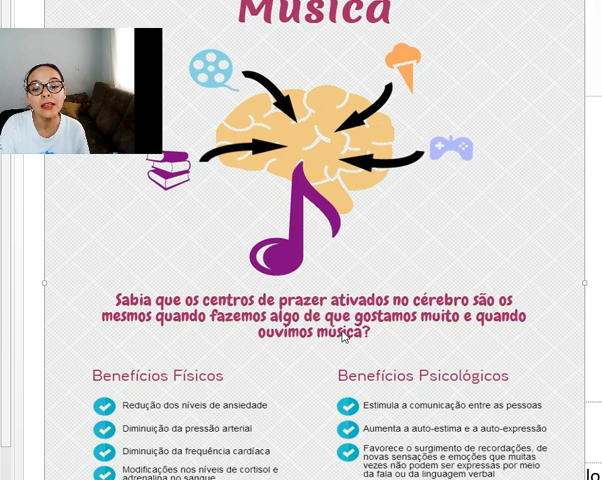 Música
Sabia que os centros de prazer ativados no cérebro são os
mesmos quando fazemos algo de que gostamos muito e quando
ouvimos música?
Benefícios Físicos
Redução dos níveis de ansiedade
Diminuição da pressão arterial
Diminuição da frequência cardíaca
Modificações nos níveis de cortisol e
adrenalina no sangue
Benefícios Psicológicos
Estimula a comunicação entre as pessoas
Aumenta a auto-estima e a auto-expressão
Favorece o surgimento de recordações, de
novas sensações e emoções que muitas
vezes não podem ser expressas por meio
da fala ou da linguagem verbal
lo